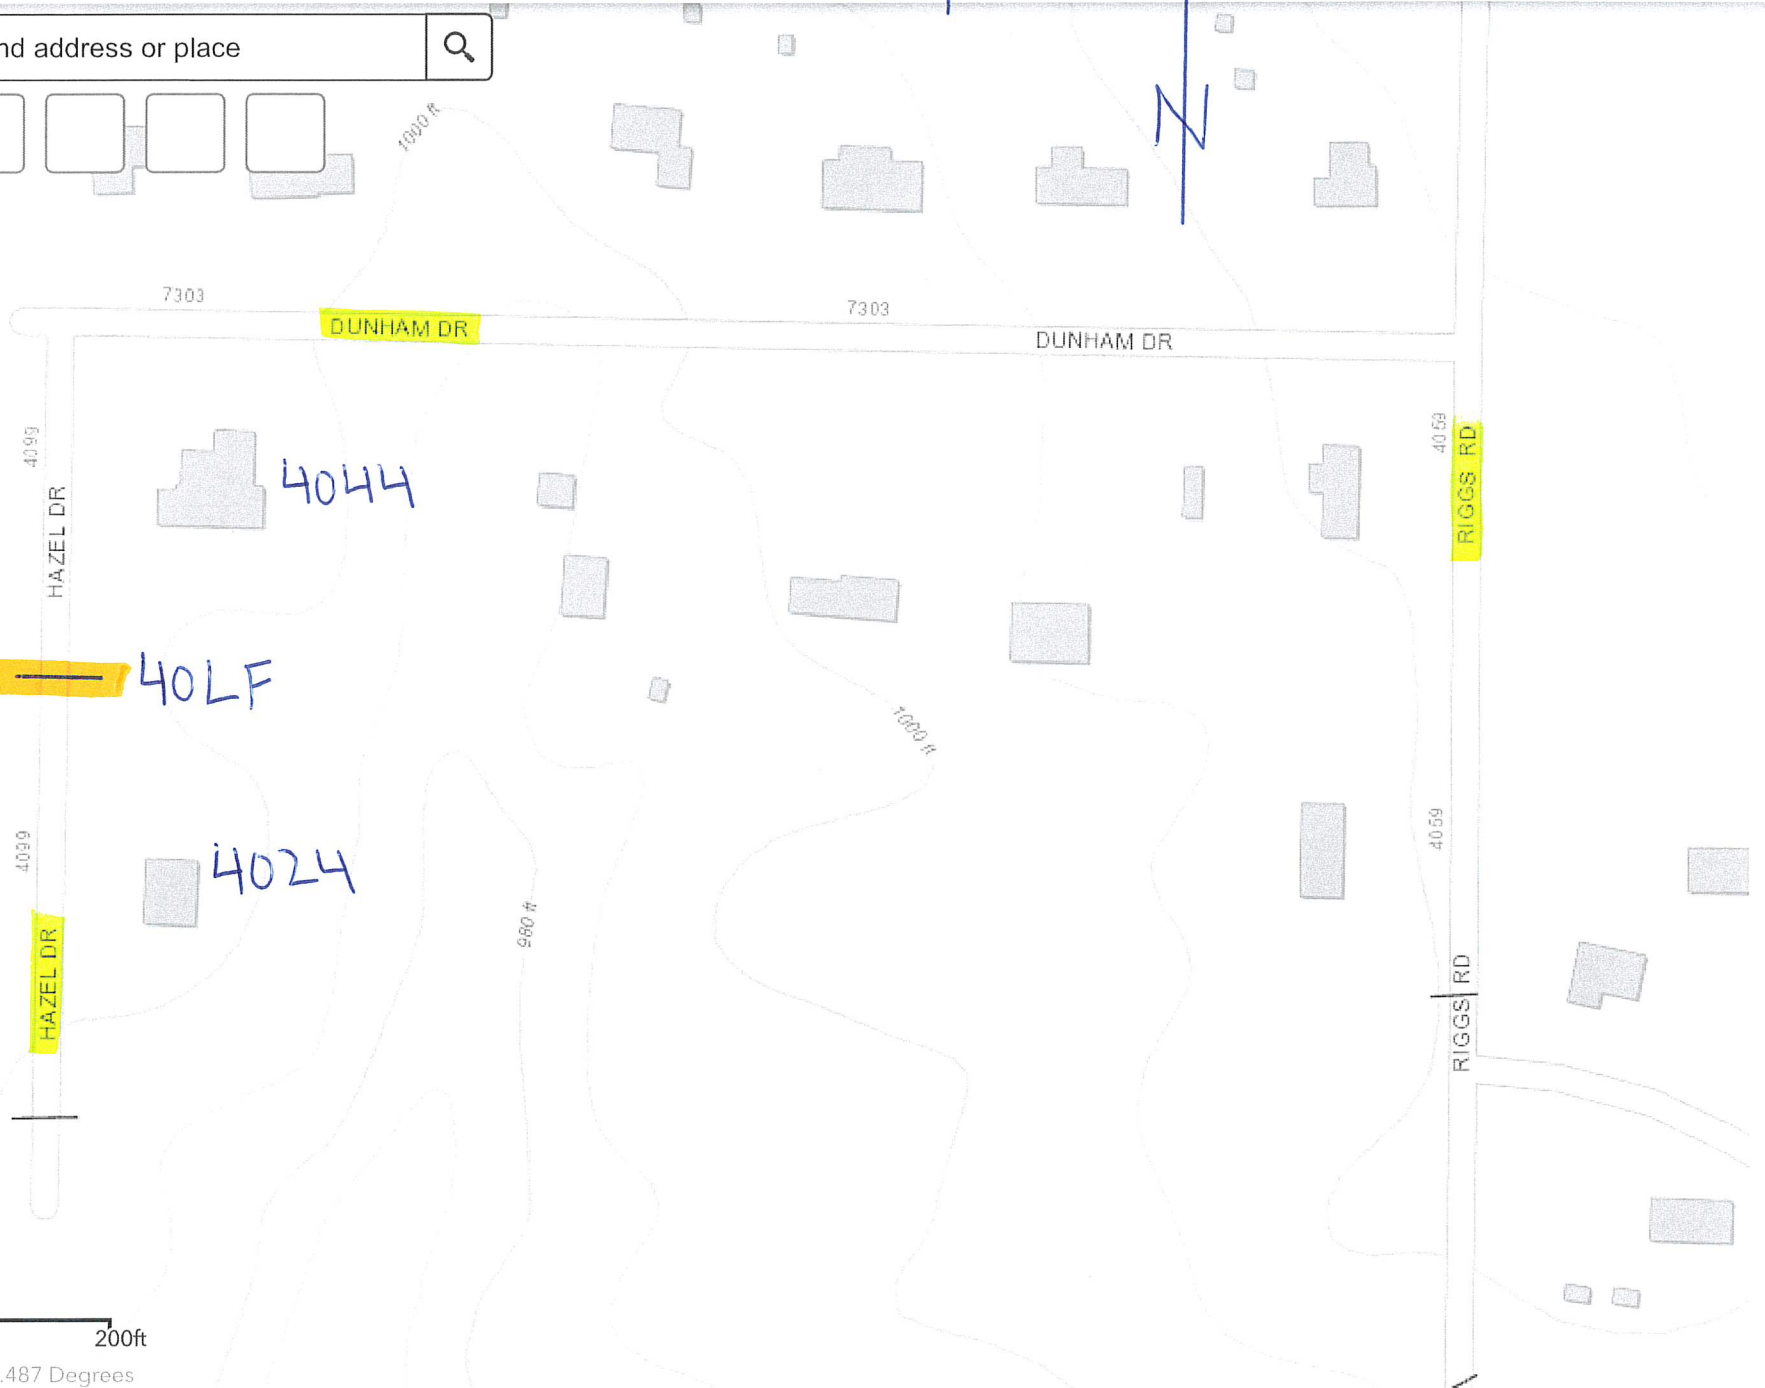 nd address or place
1000 ft
N
7303
7303
DUNHAM DR
DUNHAM DR
4099
HAZEL DR
4044
4059
RIGGS RD
40LF
1000 ft
4099
4024
4059
980 ft
HAZEL DR
RIGGS RD
RIGGS
200ft
.487 Degrees